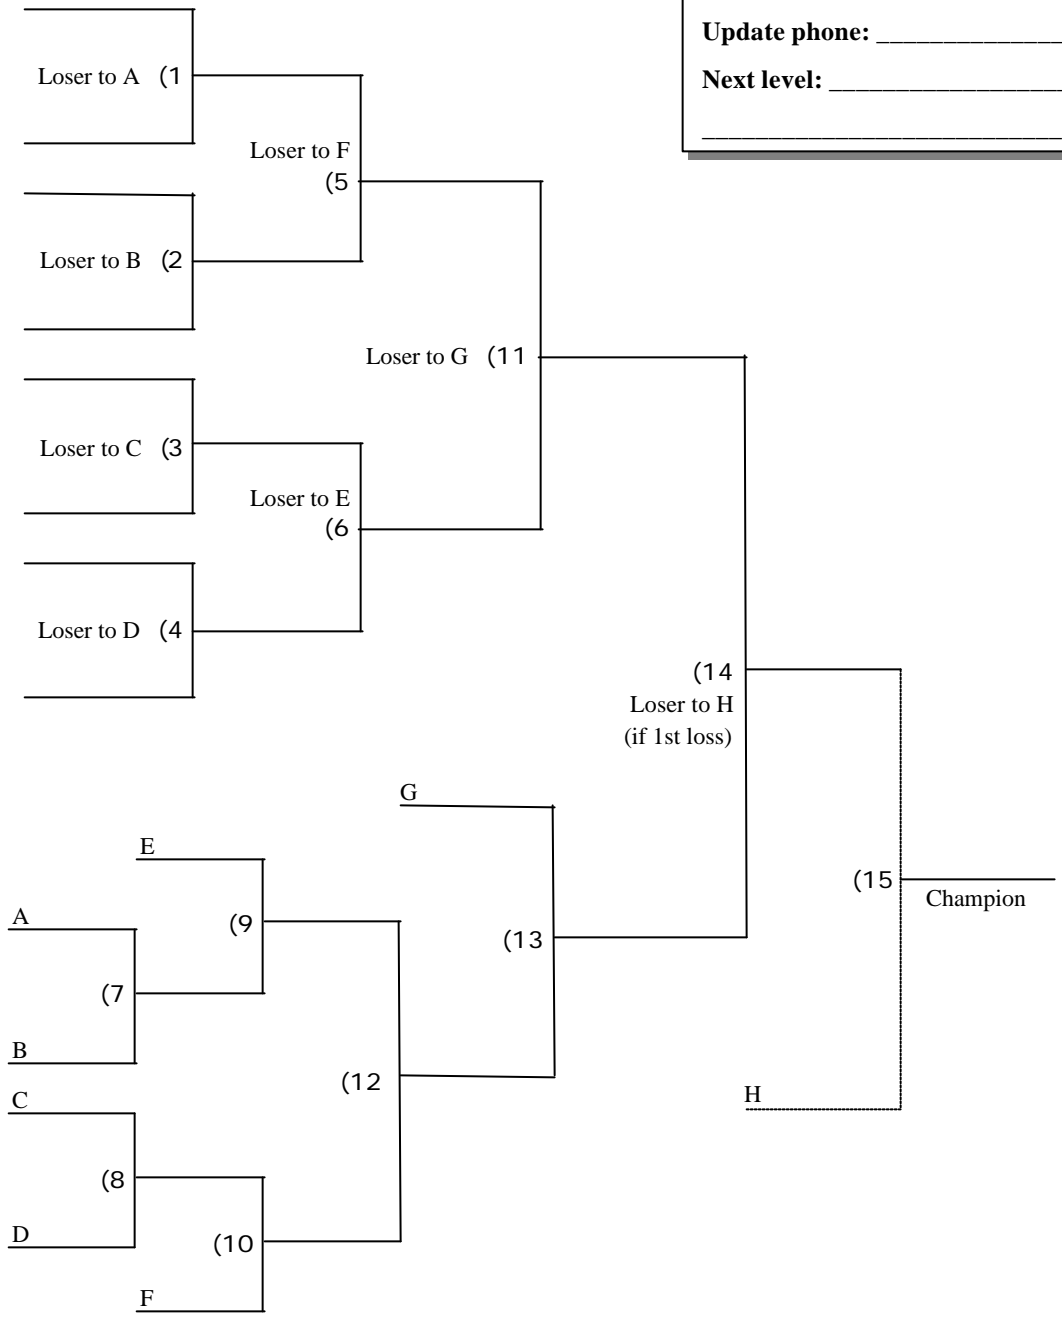 Update phone: ______________
Next level: __________________
___________________________
Loser to A (1
Loser to F
(5
Loser to B (2
Loser to G (11
Loser to C (3
Loser to E
(6
Loser to D (4
(14
Loser to H
(if 1st loss)
G
E
(15
Champion
A
(9
(13
(7
B
(12
C
H
(8
D
(10
F